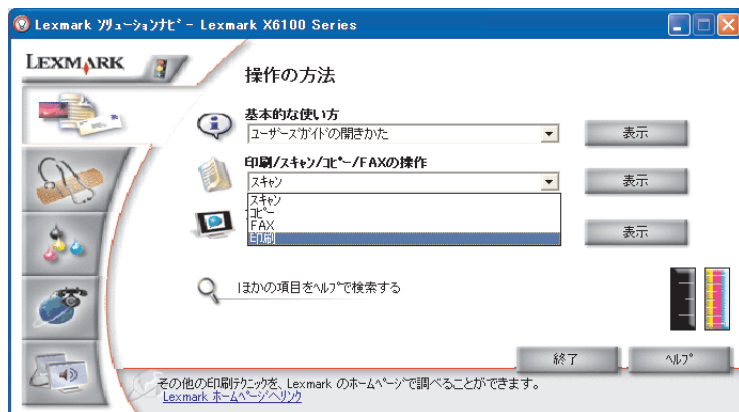 Lexmark ソリューションナビ - Lexmark X6100 Series
LEXMARK
操作の方法
基本的な使い方
ユーザーズガイドの開きかた
表示
印刷/スキャン/コピー/FAXの操作
スキャン
表示
スキャン
コピー
FAX
印刷
表示
ほかの項目をヘルプで検索する
終了
ヘルプ
その他の印刷テクニックを、Lexmark のホームページで調べることができます。
Lexmark ホームページへリンク